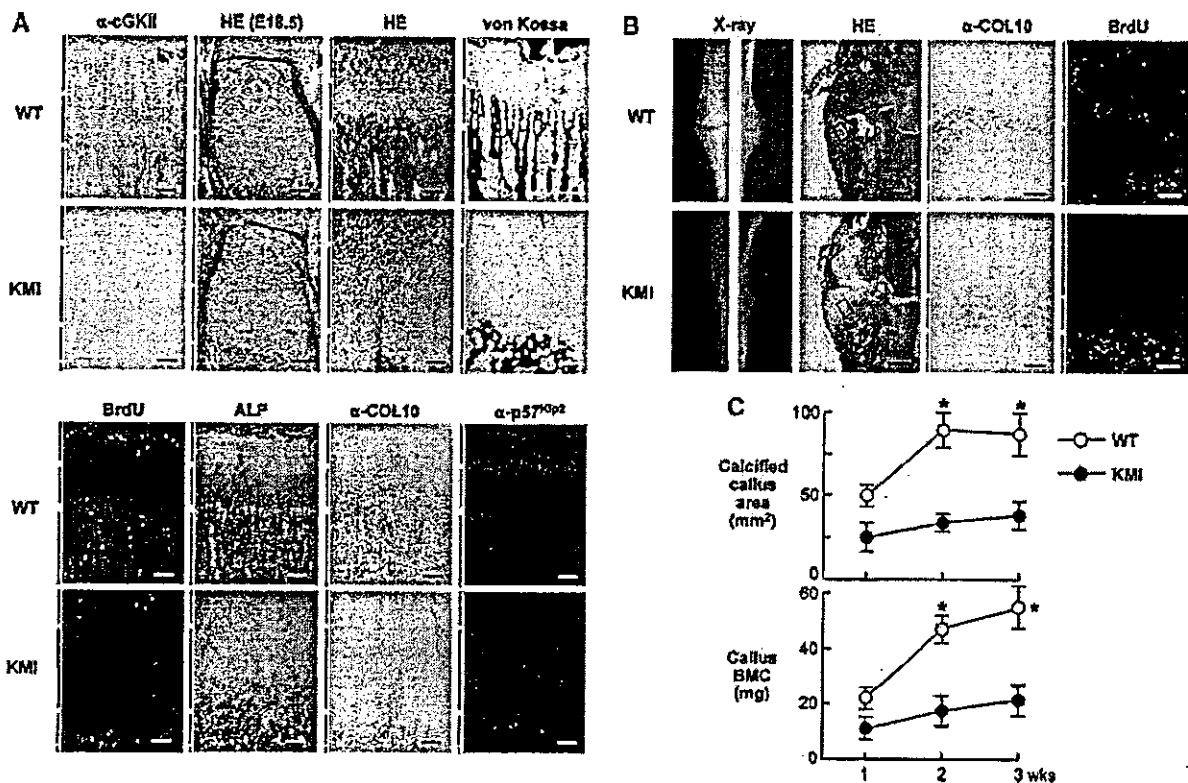 A
α-cGKII HE (E18.5) HE von Kossa
WT
KMI
BrdU ALP α-COL10 α-p57Kip2
WT
KMI
B
X-ray HE α-COL10 BrdU
WT
KMI
C
100
50
0
Calcified
callus
area
(mm²)
* *
WT
KMI
60
40
20
0
Callus
BMC
(mg)
* *
1 2 3 wks